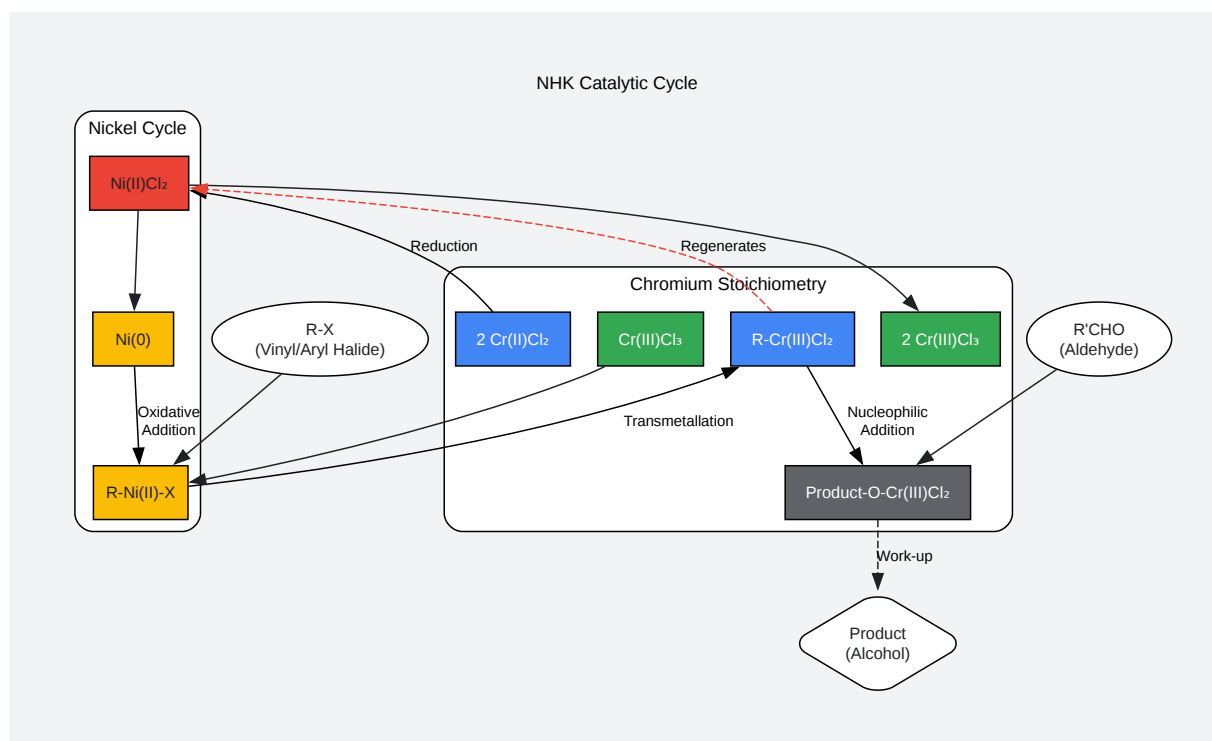 NHK Catalytic Cycle
Nickel Cycle
Ni(II)Cl₂
Reduction
Regenerates
Chromium Stoichiometry
Ni(0)
R-X
(Vinyl/Aryl Halide)
2 Cr(II)Cl₂
Cr(III)Cl₃
R-Cr(III)Cl₂
2 Cr(III)Cl₃
R'CHO
(Aldehyde)
Oxidative
Addition
Transmetallation
Nucleophilic
Addition
R-Ni(II)-X
Product-O-Cr(III)Cl₂
Work-up
Product
(Alcohol)